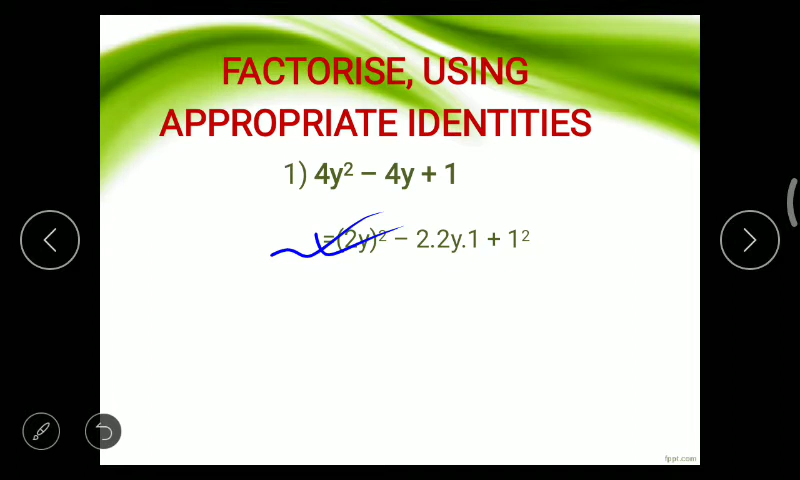 FACTORISE, USING
APPROPRIATE IDENTITIES
1) 4y² – 4y + 1
=(2y)² – 2.2y.1 + 1²
fppt.com